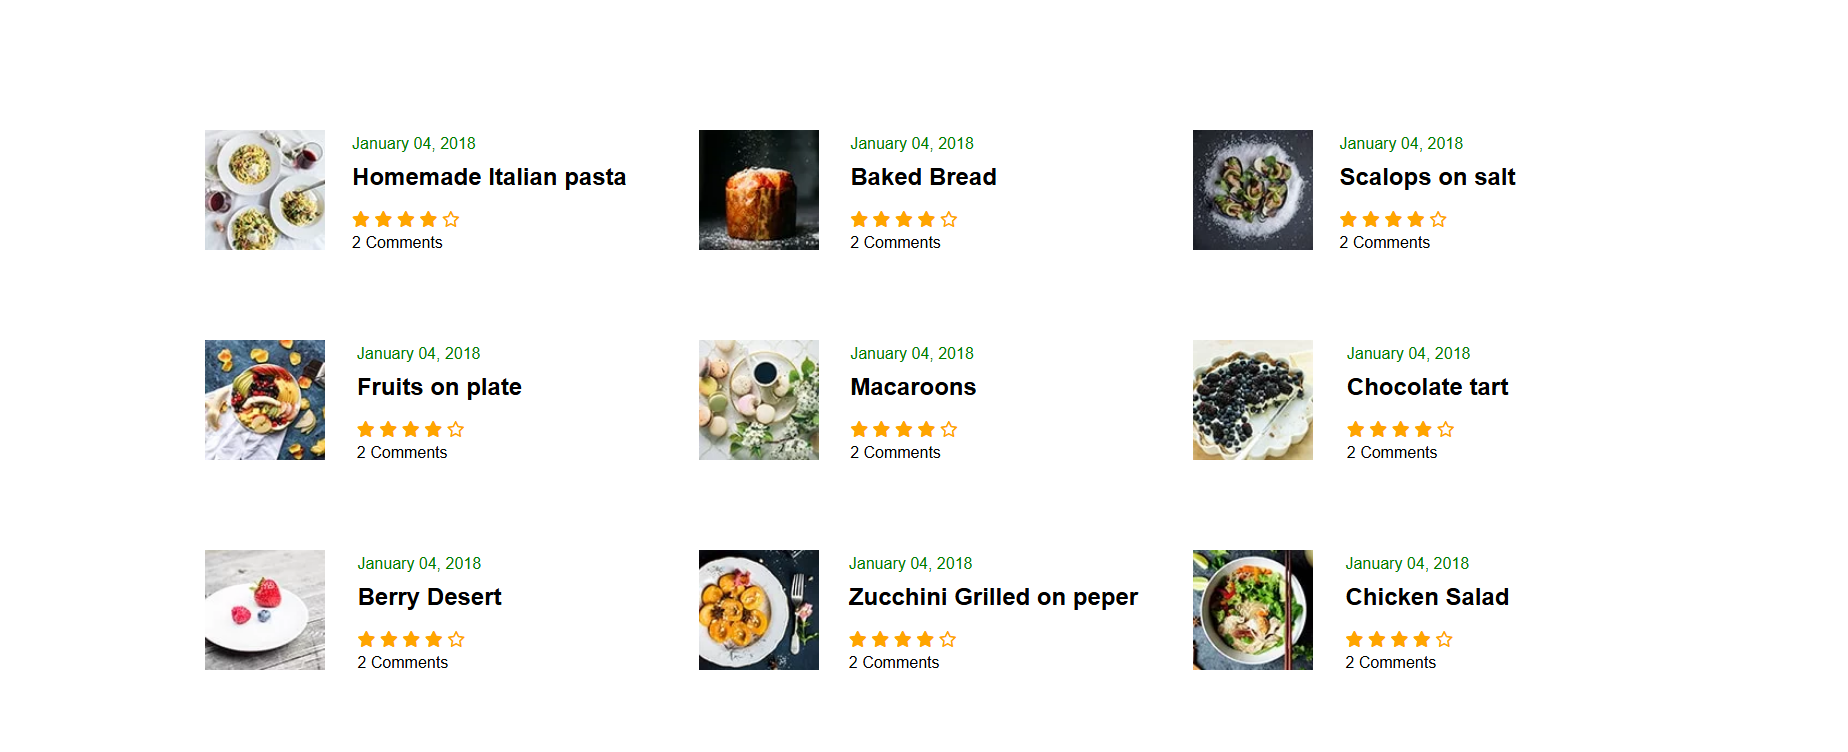 January 04, 2018
Homemade Italian pasta
2 Comments
January 04, 2018
Baked Bread
2 Comments
January 04, 2018
Scalops on salt
2 Comments
January 04, 2018
Fruits on plate
2 Comments
January 04, 2018
Macaroons
2 Comments
January 04, 2018
Chocolate tart
2 Comments
January 04, 2018
Berry Desert
2 Comments
January 04, 2018
Zucchini Grilled on peper
2 Comments
January 04, 2018
Chicken Salad
2 Comments